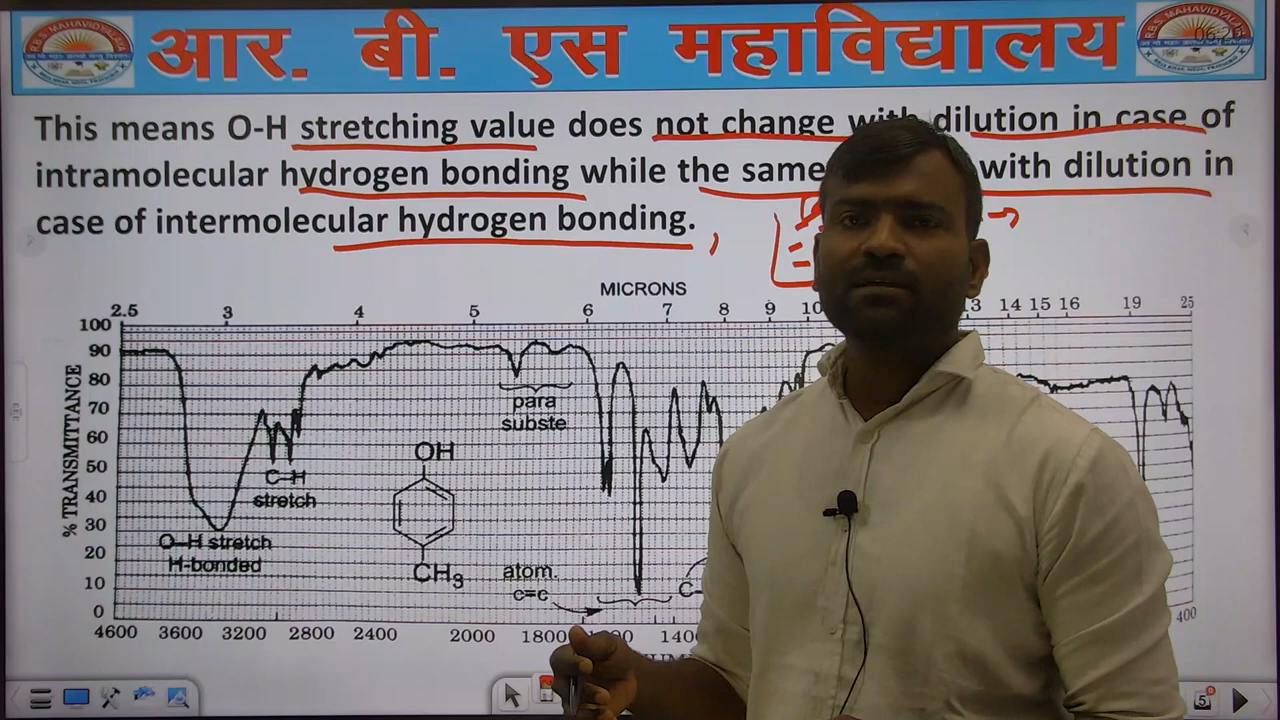 आर. बी. एस महाविद्यालय
This means O-H stretching value does not change with dilution in case of
intramolecular hydrogen bonding while the same with dilution in
case of intermolecular hydrogen bonding.
MICRONS
2.5 3 4 5 6 7 8 9 10 13 14 15 16 19 25
% TRANSMITTANCE
100
90
80
70
60
50
40
30
20
10
0
para
subste
OH
C–H
stretch
O–H stretch
H-bonded
CH3
atom.
c=c
C–
4600 3600 3200 2800 2400 2000 1800 140 400